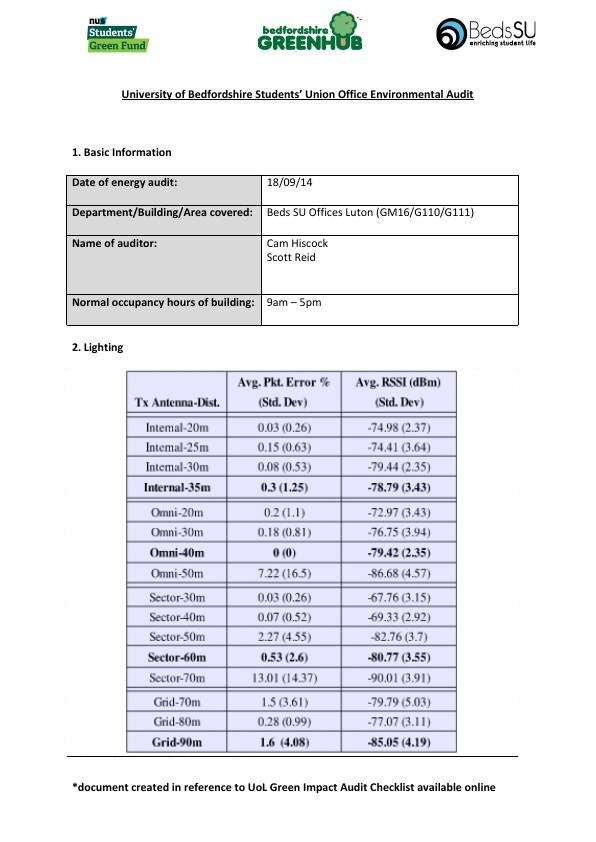 nus
Students'
Green Fund
bedfordshire
GREENHUB
BedsSU
enriching student life
University of Bedfordshire Students' Union Office Environmental Audit
1. Basic Information
Date of energy audit: 18/09/14
Department/Building/Area covered: Beds SU Offices Luton (GM16/G110/G111)
Name of auditor: Cam Hiscock
Scott Reid
Normal occupancy hours of building: 9am – 5pm
2. Lighting
Avg. Pkt. Error % Avg. RSSI (dBm)
Tx Antenna-Dist. (Std. Dev) (Std. Dev)
Internal-20m 0.03 (0.26) -74.98 (2.37)
Internal-25m 0.15 (0.63) -74.41 (3.64)
Internal-30m 0.08 (0.53) -79.44 (2.35)
Internal-35m 0.3 (1.25) -78.79 (3.43)
Omni-20m 0.2 (1.1) -72.97 (3.43)
Omni-30m 0.18 (0.81) -76.75 (3.94)
Omni-40m 0 (0) -79.42 (2.35)
Omni-50m 7.22 (16.5) -86.68 (4.57)
Sector-30m 0.03 (0.26) -67.76 (3.15)
Sector-40m 0.07 (0.52) -69.33 (2.92)
Sector-50m 2.27 (4.55) -82.76 (3.7)
Sector-60m 0.53 (2.6) -80.77 (3.55)
Sector-70m 13.01 (14.37) -90.01 (3.91)
Grid-70m 1.5 (3.61) -79.79 (5.03)
Grid-80m 0.28 (0.99) -77.07 (3.11)
Grid-90m 1.6 (4.08) -85.05 (4.19)
*document created in reference to UoL Green Impact Audit Checklist available online